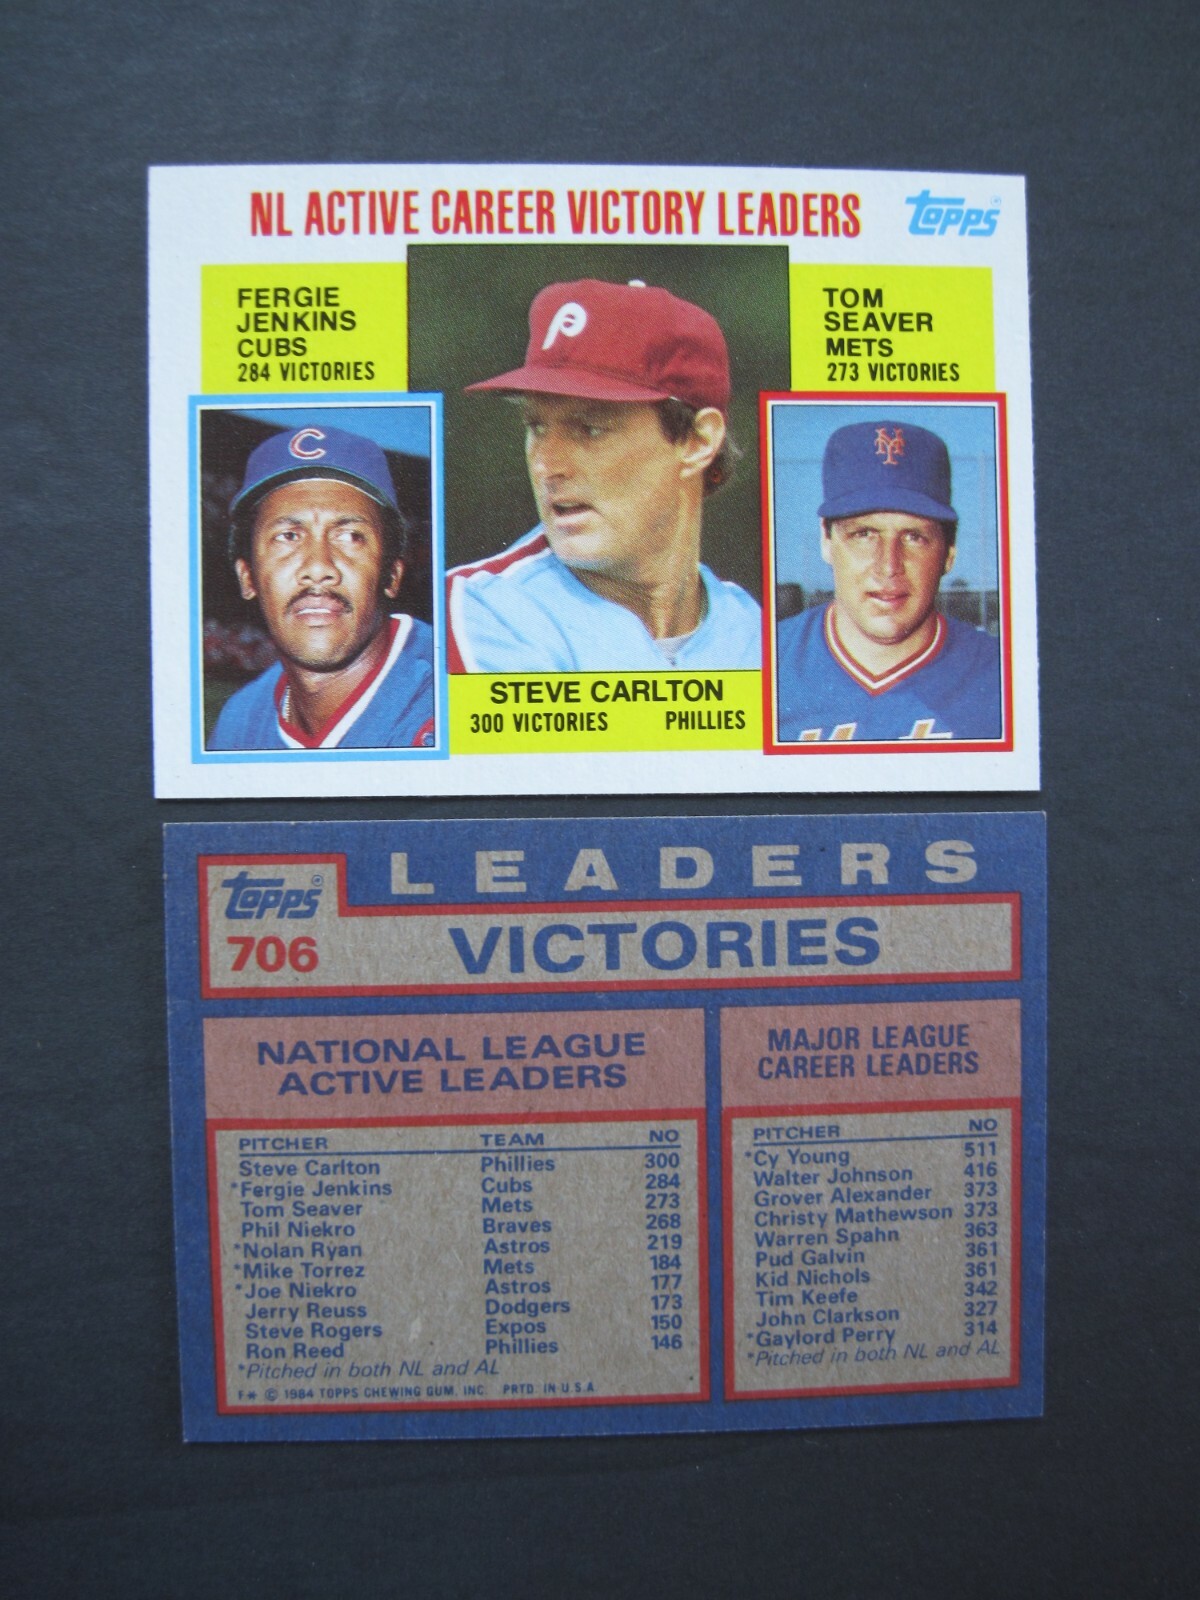 NL ACTIVE CAREER VICTORY LEADERS
topps®
FERGIE
JENKINS
CUBS
284 VICTORIES
TOM
SEAVER
METS
273 VICTORIES
P
C
NY
STEVE CARLTON
300 VICTORIES PHILLIES
topps®
706
LEADERS
VICTORIES
NATIONAL LEAGUE
ACTIVE LEADERS
PITCHER TEAM NO
Steve Carlton Phillies 300
*Fergie Jenkins Cubs 284
Tom Seaver Mets 273
Phil Niekro Braves 268
*Nolan Ryan Astros 219
*Mike Torrez Mets 184
*Joe Niekro Astros 177
Jerry Reuss Dodgers 173
Steve Rogers Expos 150
Ron Reed Phillies 146
*Pitched in both NL and AL
F* © 1984 TOPPS CHEWING GUM, INC. PRTD. IN U.S.A.
MAJOR LEAGUE
CAREER LEADERS
PITCHER NO
*Cy Young 511
Walter Johnson 416
Grover Alexander 373
Christy Mathewson 373
Warren Spahn 363
Pud Galvin 361
Kid Nichols 361
Tim Keefe 342
John Clarkson 327
*Gaylord Perry 314
*Pitched in both NL and AL